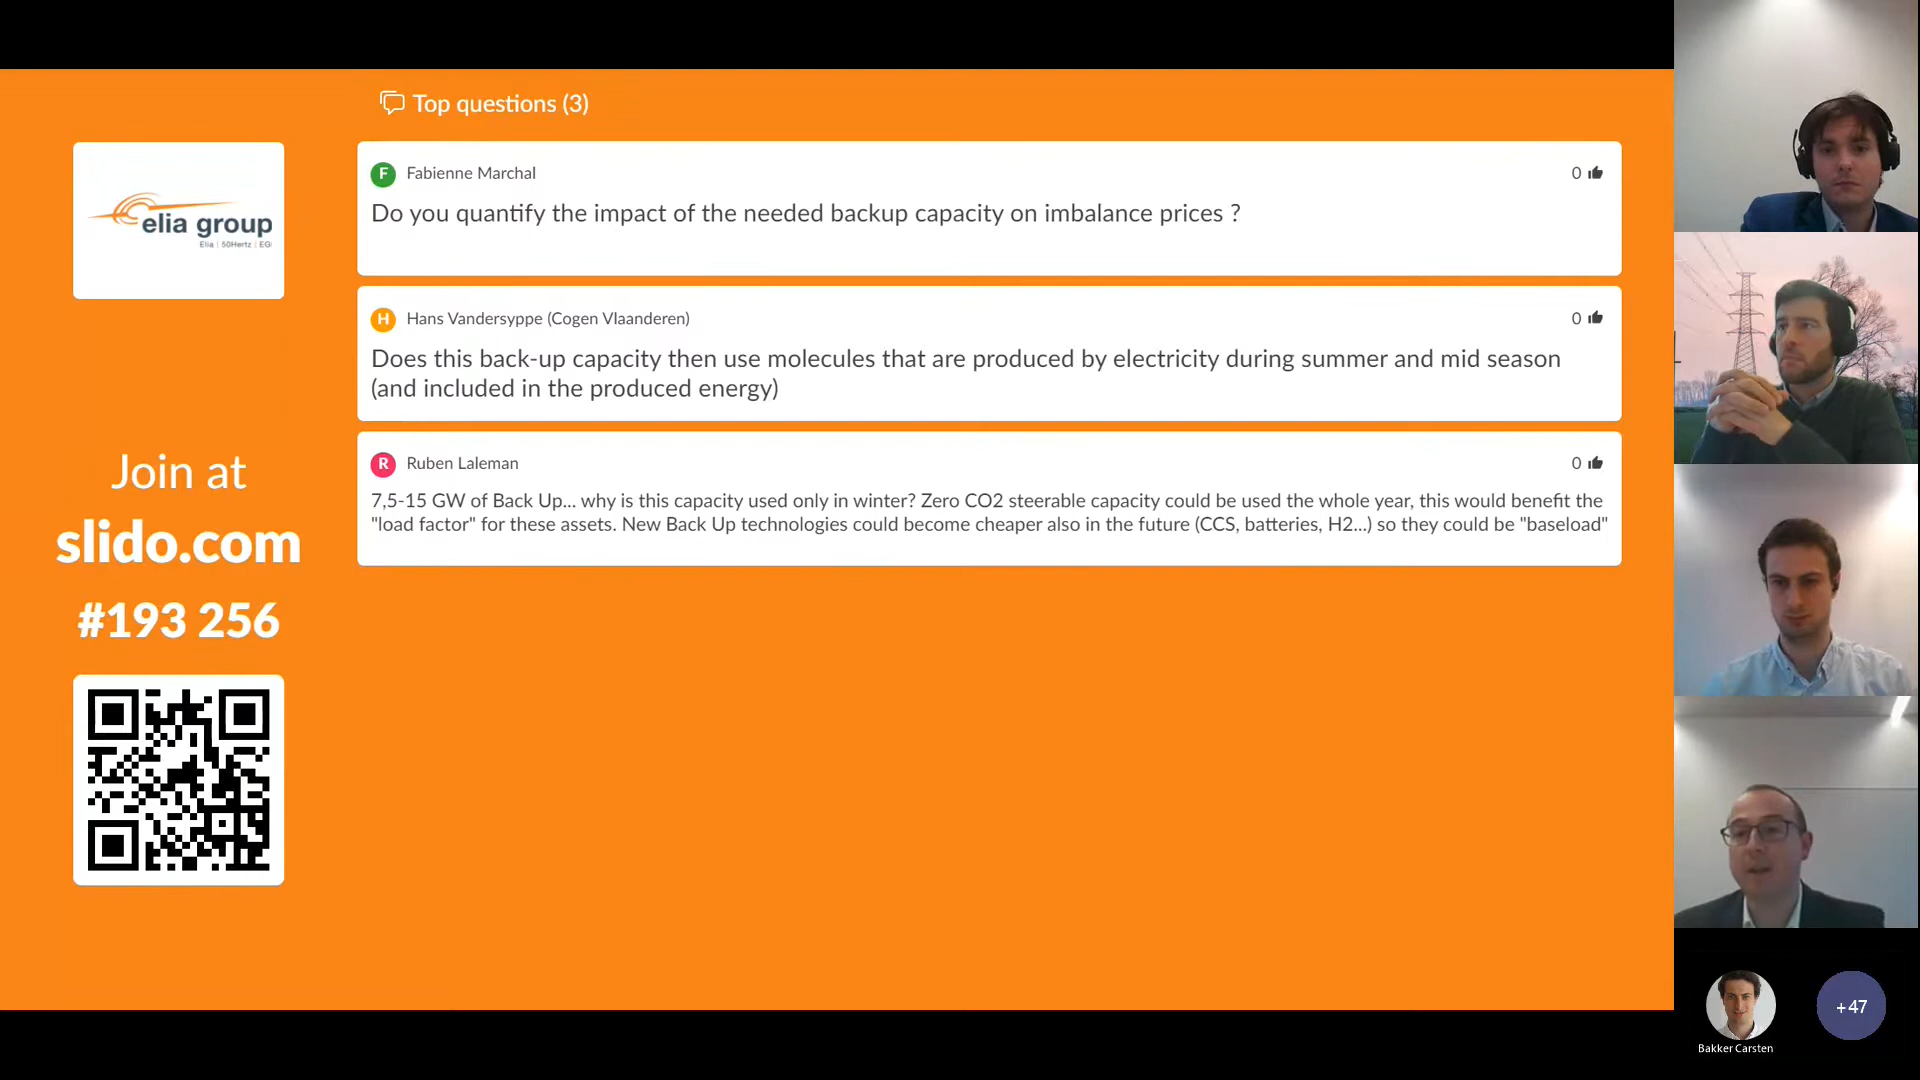 Top questions (3)
elia group
Elia | 50Hertz | EGI
Join at
slido.com
#193 256
F
Fabienne Marchal
0
Do you quantify the impact of the needed backup capacity on imbalance prices ?
H
Hans Vandersyppe (Cogen Vlaanderen)
0
Does this back-up capacity then use molecules that are produced by electricity during summer and mid season
(and included in the produced energy)
R
Ruben Laleman
0
7,5-15 GW of Back Up... why is this capacity used only in winter? Zero CO2 steerable capacity could be used the whole year, this would benefit the
"load factor" for these assets. New Back Up technologies could become cheaper also in the future (CCS, batteries, H2...) so they could be "baseload"
Bakker Carsten
+47